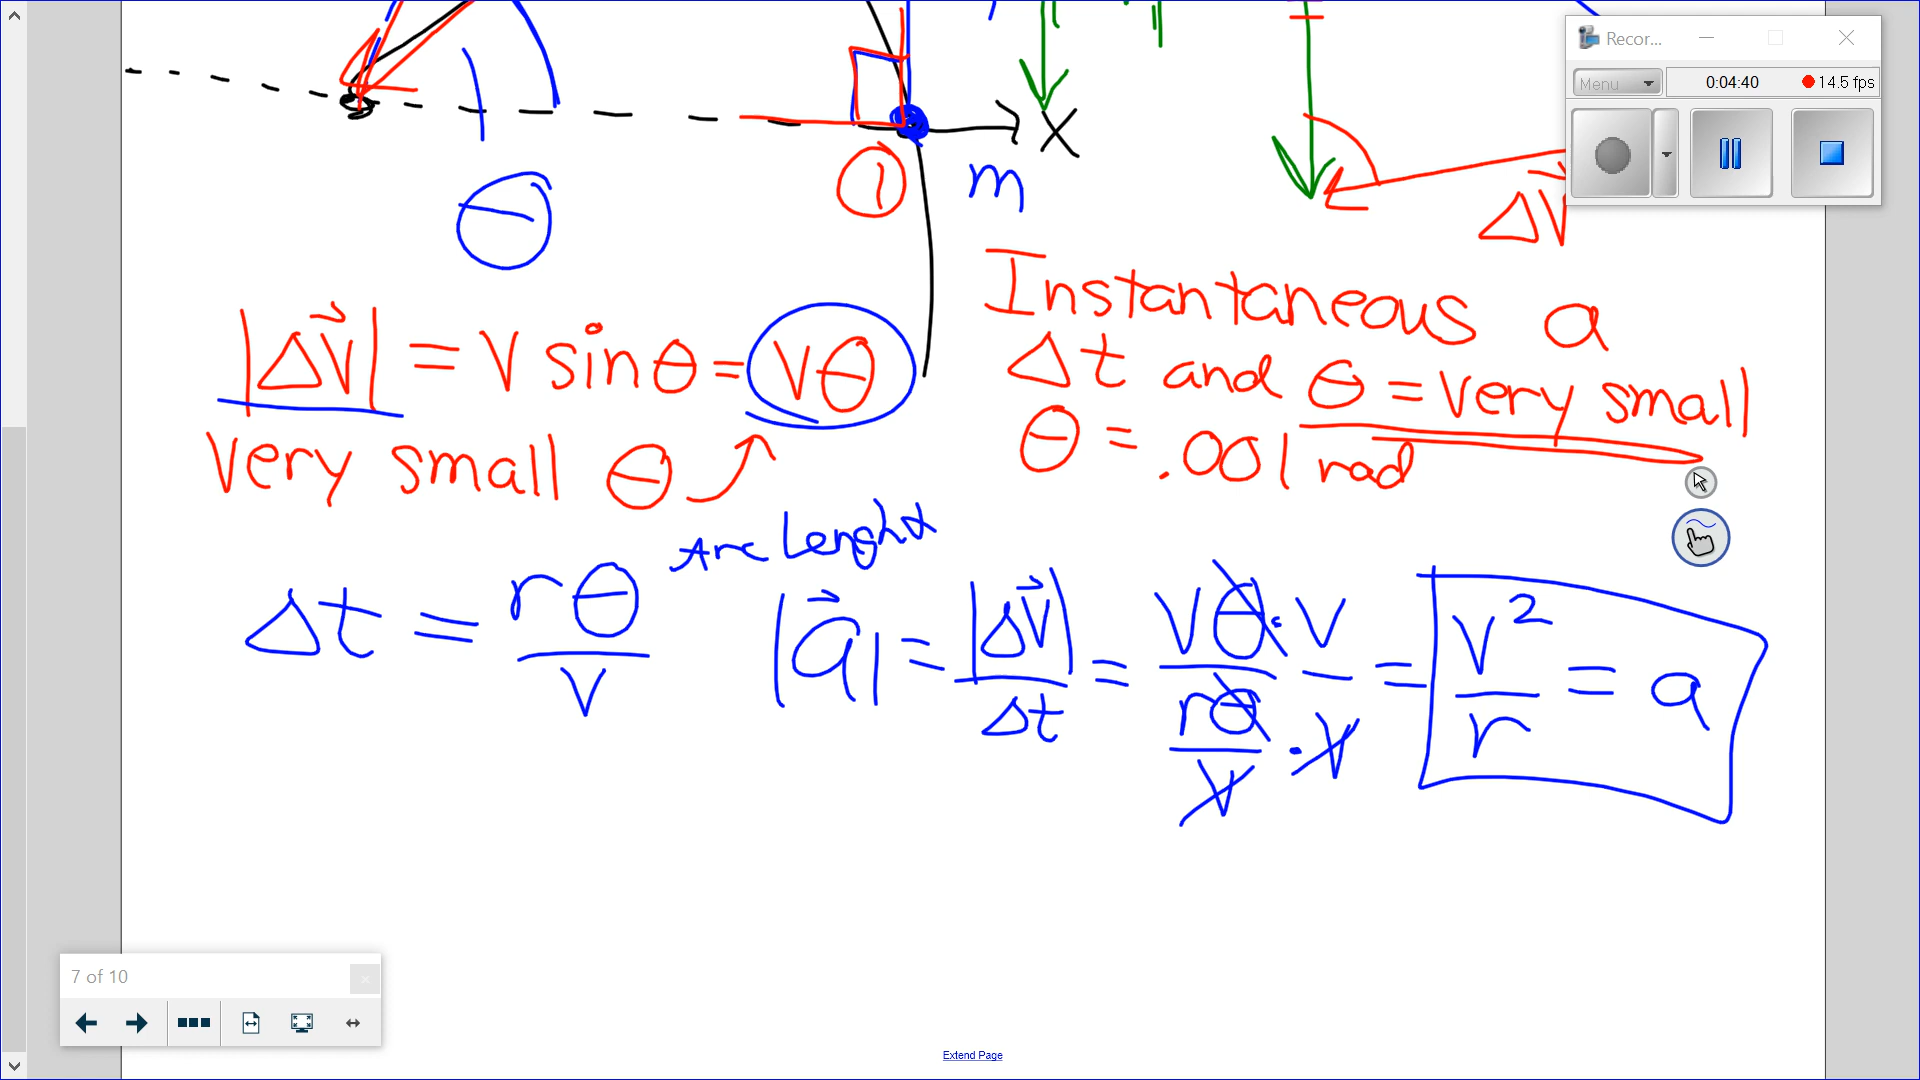 Recor...
Menu
0:04:40
14.5 fps
X
m
θ
1
ΔV
Instantaneous a
|ΔV⃗| = V sinθ = Vθ
Δt and θ = Very small
Very small θ
θ = .001 rad
Arc Lenght
Δt = rθ/V
|a⃗| = |ΔV⃗|/Δt = (Vθ/(rθ/V)) · V/V = V²/r = a
7 of 10
Extend Page